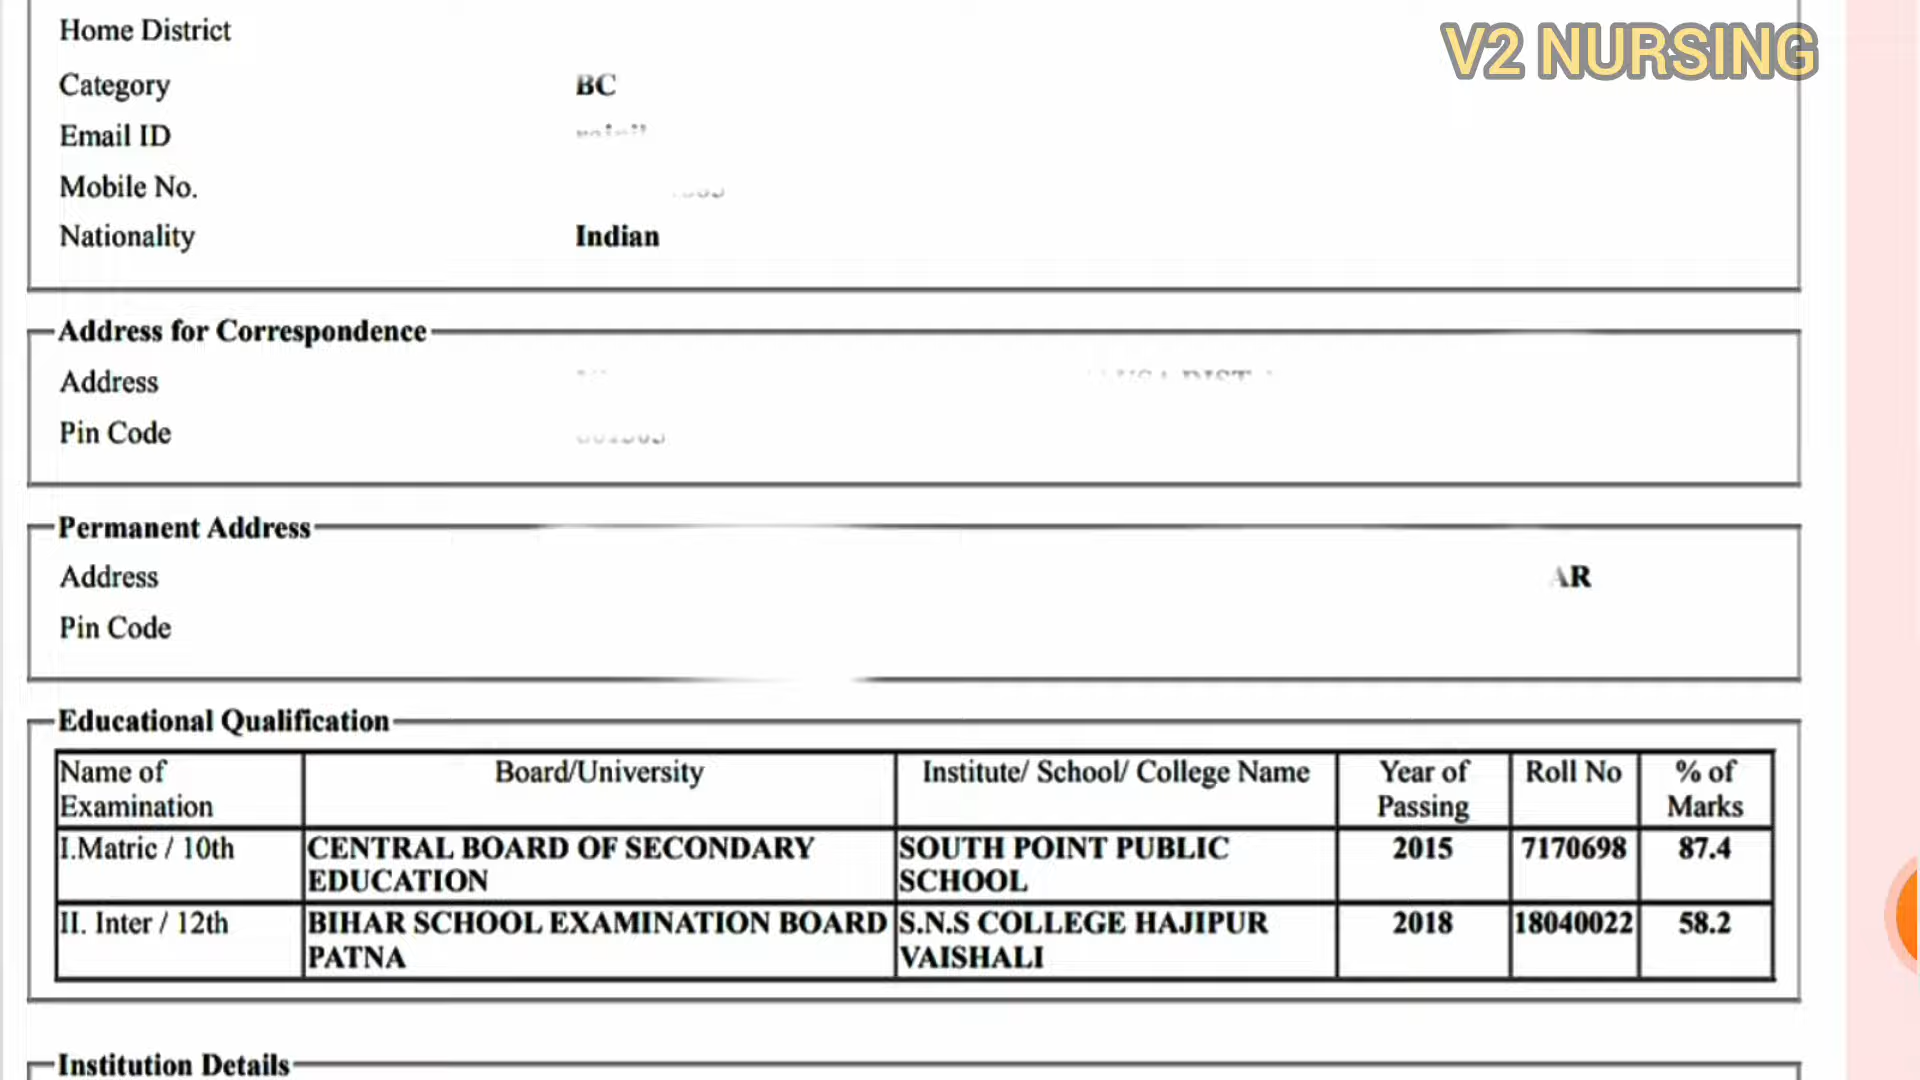 V2 NURSING
Home District
Category BC
Email ID
Mobile No.
Nationality Indian
Address for Correspondence
Address
Pin Code
Permanent Address
Address AR
Pin Code
Educational Qualification
Name of Examination Board/University Institute/ School/ College Name Year of Passing Roll No % of Marks
I.Matric / 10th CENTRAL BOARD OF SECONDARY EDUCATION SOUTH POINT PUBLIC SCHOOL 2015 7170698 87.4
II. Inter / 12th BIHAR SCHOOL EXAMINATION BOARD PATNA S.N.S COLLEGE HAJIPUR VAISHALI 2018 18040022 58.2
Institution Details